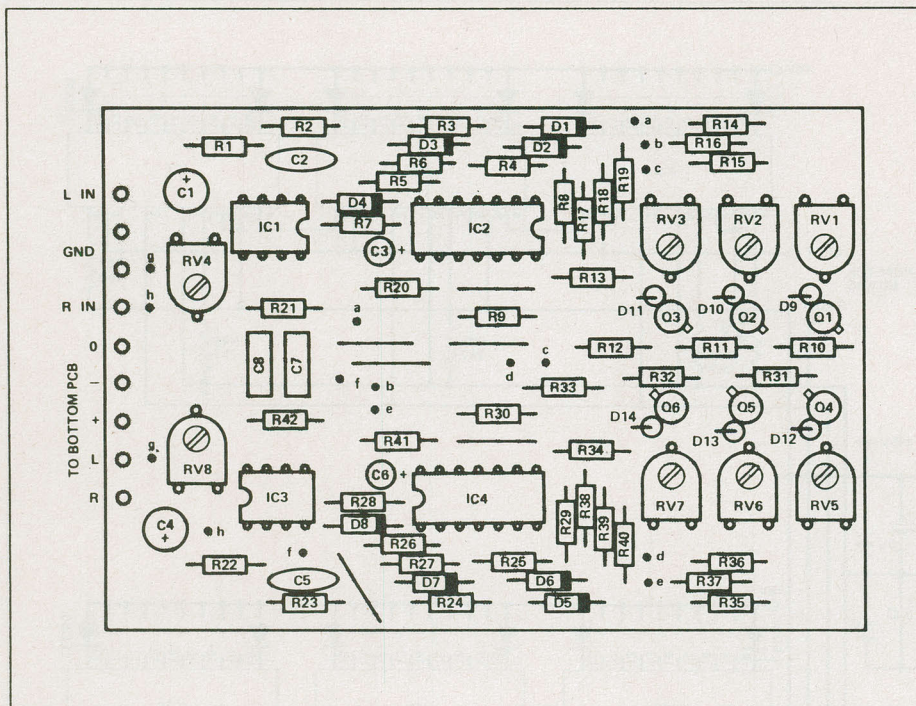 R2
R3
D1
a
R14
R1
D3
D2
b
R16
C2
R6
R4
c
R15
R5
R19
L IN
+
C1
D4
R8
R17
R18
R7
IC1
IC2
RV3
RV2
RV1
GND
C3 +
g
RV4
R13
R20
h
D11
D10
D9
R IN
R21
a
R9
Q3
Q2
Q1
0
R12
R11
R10
C8
C7
c
d
TO BOTTOM PCB
–
f
b
R33
R32
R31
e
Q6
Q5
Q4
+
R42
R30
D14
D13
D12
R41
R34
L
g
RV8
C6 +
R
IC3
R28
IC4
RV7
RV6
RV5
R29
R38
R39
R40
C4
+
h
D8
R26
f
R22
R27
R25
d
R36
C5
D7
D6
e
R37
R23
R24
D5
R35